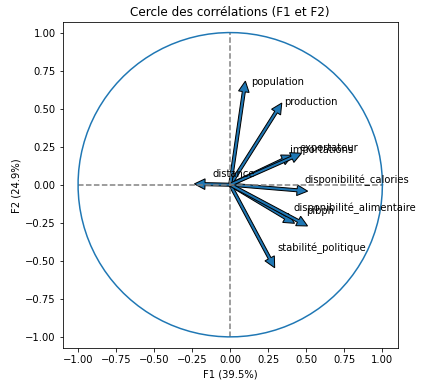 Cercle des corrélations (F1 et F2)
1.00
0.75
0.50
0.25
0.00
−0.25
−0.50
−0.75
−1.00
F2 (24.9%)
population
production
exportateur
importations
distance
disponibilité_calories
disponibilité_alimentaire
pibph
stabilité_politique
−1.00 −0.75 −0.50 −0.25 0.00 0.25 0.50 0.75 1.00
F1 (39.5%)